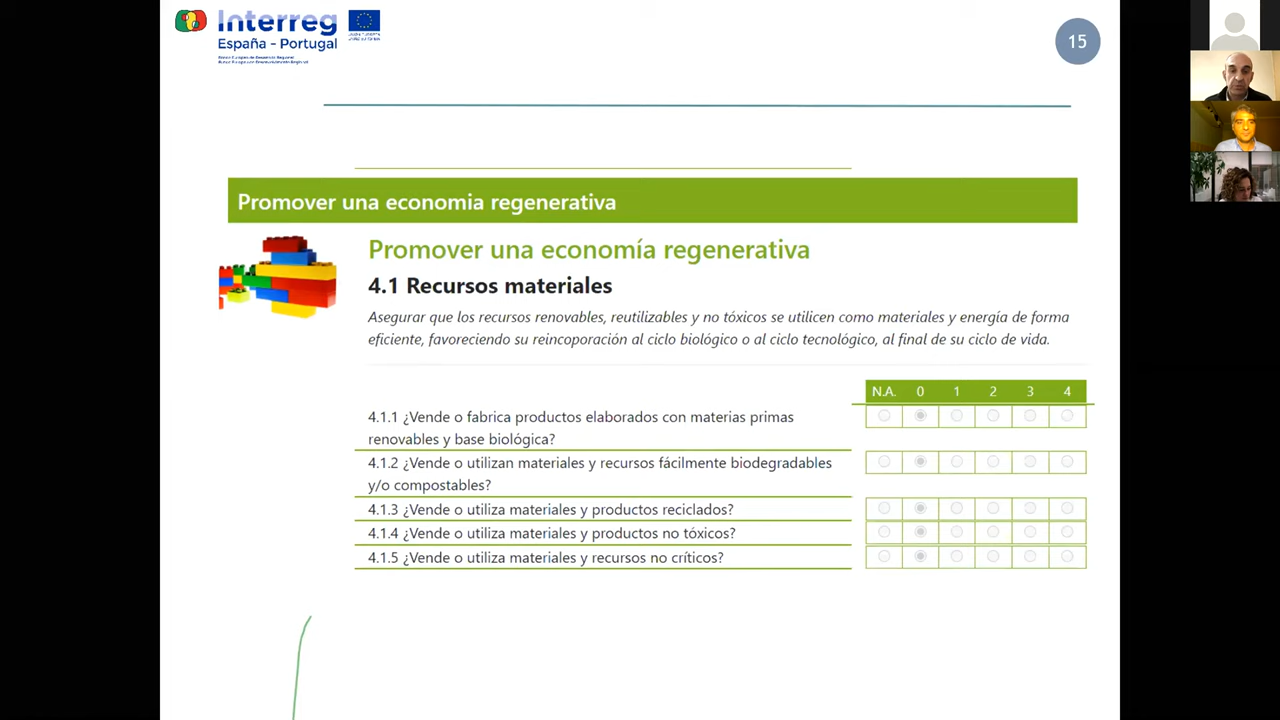 Interreg
España - Portugal
15
Promover una economia regenerativa
Promover una economía regenerativa
4.1 Recursos materiales
Asegurar que los recursos renovables, reutilizables y no tóxicos se utilicen como materiales y energía de forma
eficiente, favoreciendo su reincoporación al ciclo biológico o al ciclo tecnológico, al final de su ciclo de vida.
N.A. 0 1 2 3 4
4.1.1 ¿Vende o fabrica productos elaborados con materias primas
renovables y base biológica?
4.1.2 ¿Vende o utilizan materiales y recursos fácilmente biodegradables
y/o compostables?
4.1.3 ¿Vende o utiliza materiales y productos reciclados?
4.1.4 ¿Vende o utiliza materiales y productos no tóxicos?
4.1.5 ¿Vende o utiliza materiales y recursos no críticos?